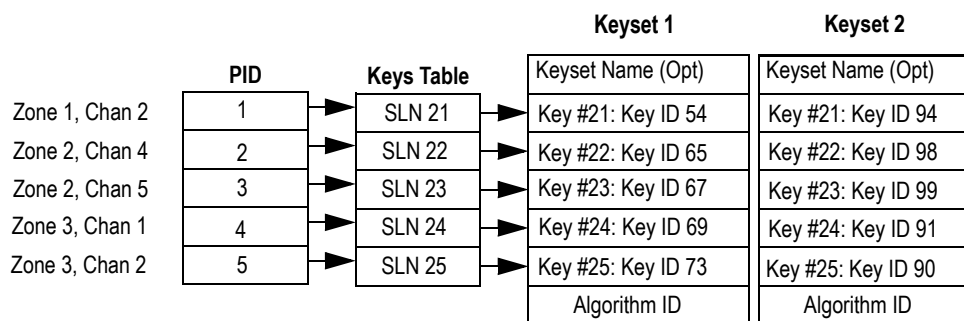 Keyset 1 Keyset 2
PID Keys Table Keyset Name (Opt) Keyset Name (Opt)
Zone 1, Chan 2 1 SLN 21 Key #21: Key ID 54 Key #21: Key ID 94
Zone 2, Chan 4 2 SLN 22 Key #22: Key ID 65 Key #22: Key ID 98
Zone 2, Chan 5 3 SLN 23 Key #23: Key ID 67 Key #23: Key ID 99
Zone 3, Chan 1 4 SLN 24 Key #24: Key ID 69 Key #24: Key ID 91
Zone 3, Chan 2 5 SLN 25 Key #25: Key ID 73 Key #25: Key ID 90
Algorithm ID Algorithm ID